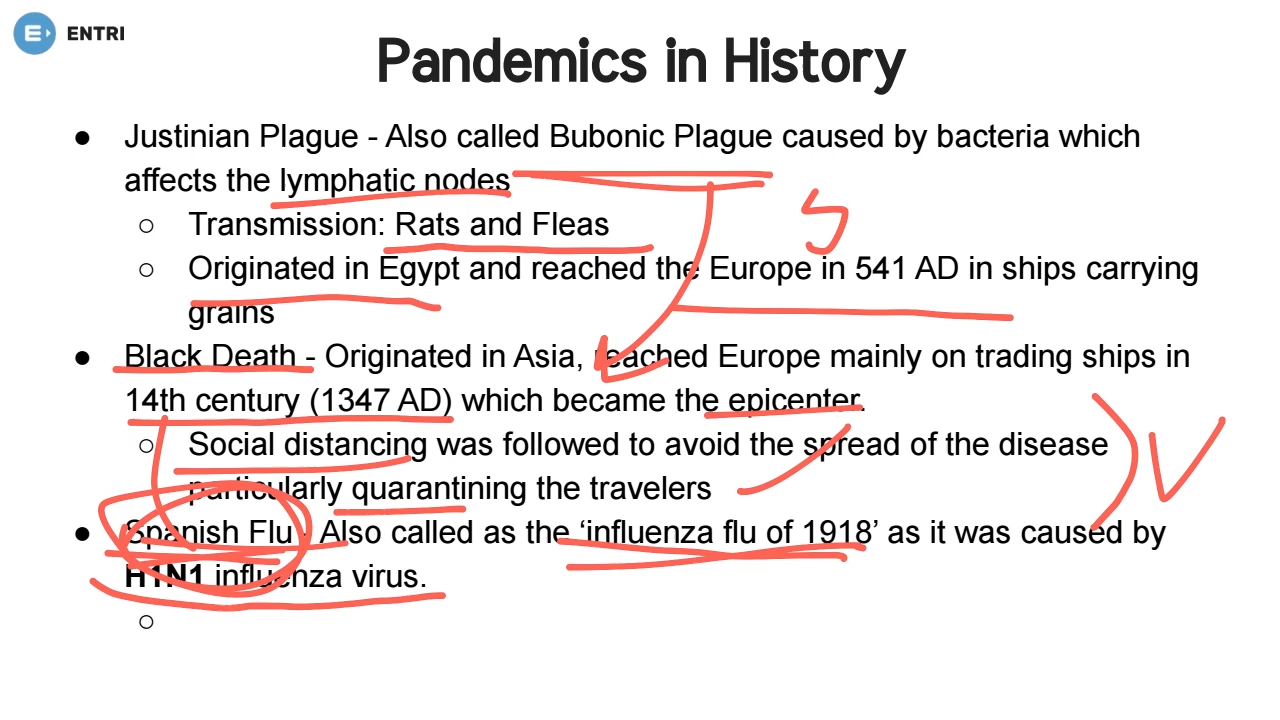 ENTRI
Pandemics in History
● Justinian Plague - Also called Bubonic Plague caused by bacteria which
affects the lymphatic nodes
○ Transmission: Rats and Fleas
○ Originated in Egypt and reached the Europe in 541 AD in ships carrying
grains
● Black Death - Originated in Asia, reached Europe mainly on trading ships in
14th century (1347 AD) which became the epicenter.
○ Social distancing was followed to avoid the spread of the disease
particularly quarantining the travelers
● Spanish Flu - Also called as the ‘influenza flu of 1918’ as it was caused by
H1N1 influenza virus.
○